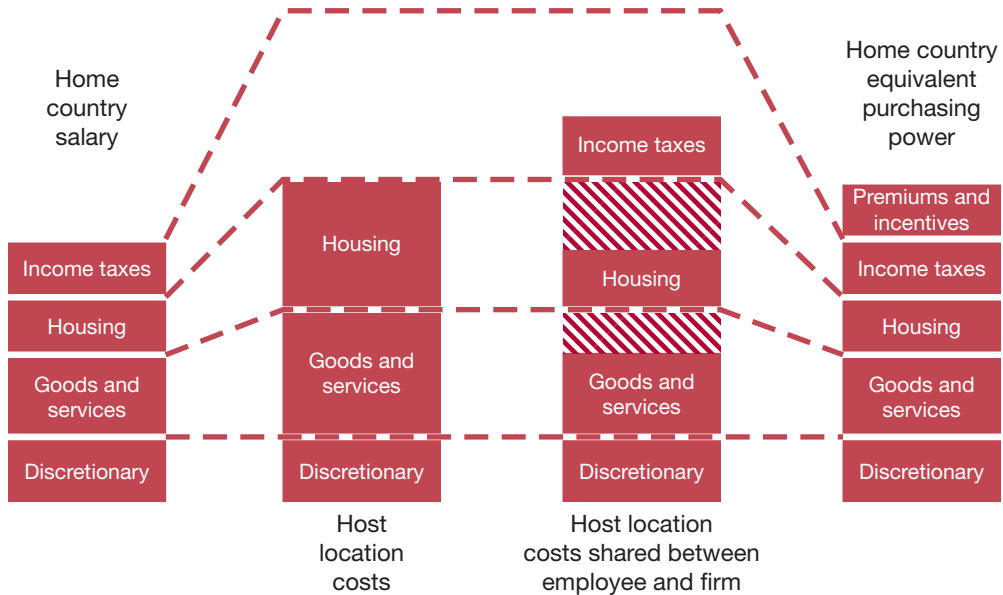 Home
country
salary
Income taxes
Housing
Goods and
services
Discretionary
Housing
Goods and
services
Discretionary
Host
location
costs
Income taxes
Housing
Goods and
services
Discretionary
Host location
costs shared between
employee and firm
Home country
equivalent
purchasing
power
Premiums and
incentives
Income taxes
Housing
Goods and
services
Discretionary